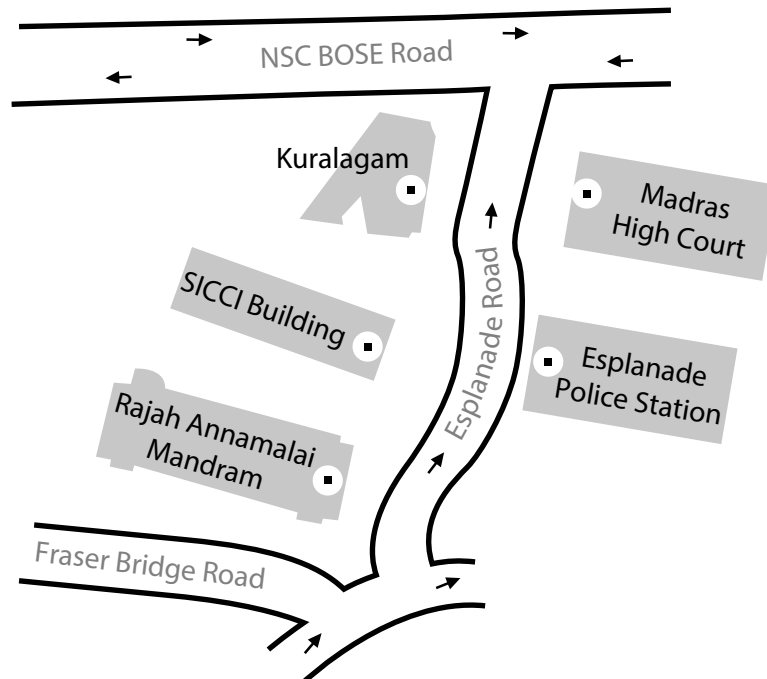 NSC BOSE Road
Kuralagam
Madras
High Court
SICCI Building
Esplanade Road
Esplanade
Police Station
Rajah Annamalai
Mandram
Fraser Bridge Road